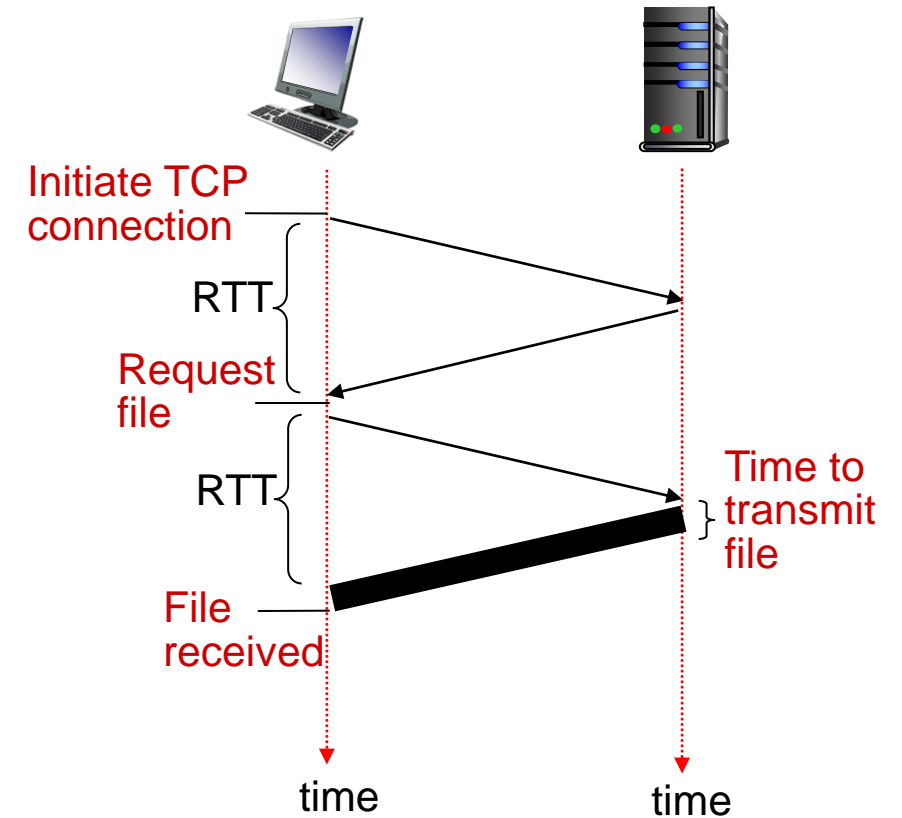 Initiate TCP
connection
RTT
Request
file
RTT
Time to
transmit
file
File
received
time
time